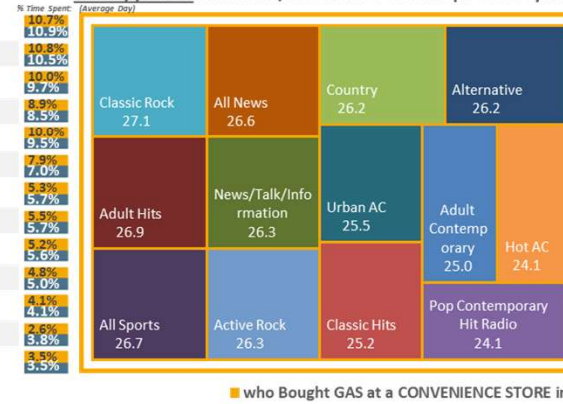 % Time Spent: (Average Day)
10.7%
10.9%
10.8%
10.5%
10.0%
9.7%
8.9%
8.5%
10.0%
9.5%
7.9%
7.0%
5.3%
5.7%
5.5%
5.7%
5.2%
5.6%
4.8%
5.0%
4.1%
4.1%
2.6%
3.8%
3.5%
3.5%
Classic Rock
27.1
All News
26.6
Country
26.2
Alternative
26.2
Adult Hits
26.9
News/Talk/Info
rmation
26.3
Urban AC
25.5
Adult
Contemp
orary
25.0
Hot AC
24.1
All Sports
26.7
Active Rock
26.3
Classic Hits
25.2
Pop Contemporary
Hit Radio
24.1
who Bought GAS at a CONVENIENCE STORE i